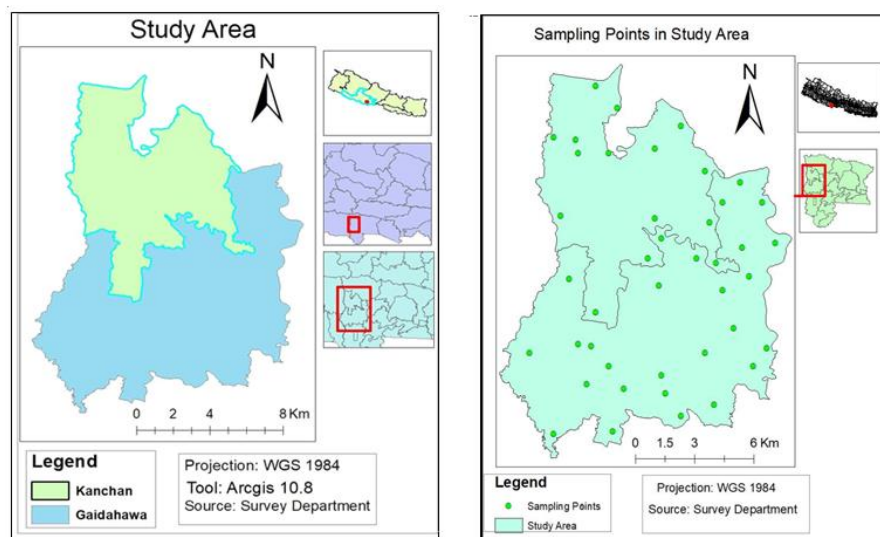 Study Area
N
0 2 4 8 Km
Legend
Kanchan
Gaidahawa
Projection: WGS 1984
Tool: Arcgis 10.8
Source: Survey Department
Sampling Points in Study Area
N
0 1.5 3 6 Km
Legend
Sampling Points
Study Area
Projection: WGS 1984
Source: Survey Department